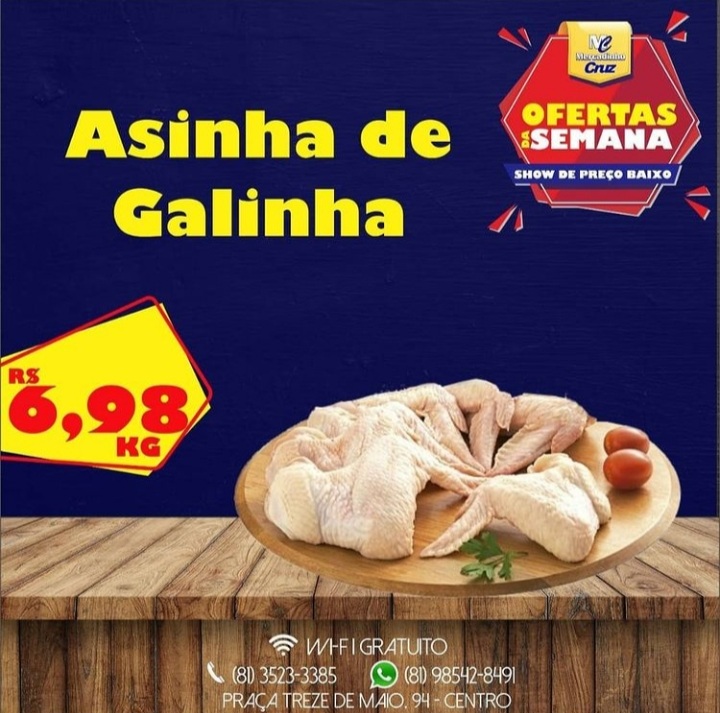 Mercadinho
Cruz
OFERTAS
DA SEMANA
SHOW DE PREÇO BAIXO
Asinha de
Galinha
R$
6,98
KG
WI-FI GRATUITO
(81) 3523-3385 (81) 98542-8491
PRAÇA TREZE DE MAIO, 94 - CENTRO